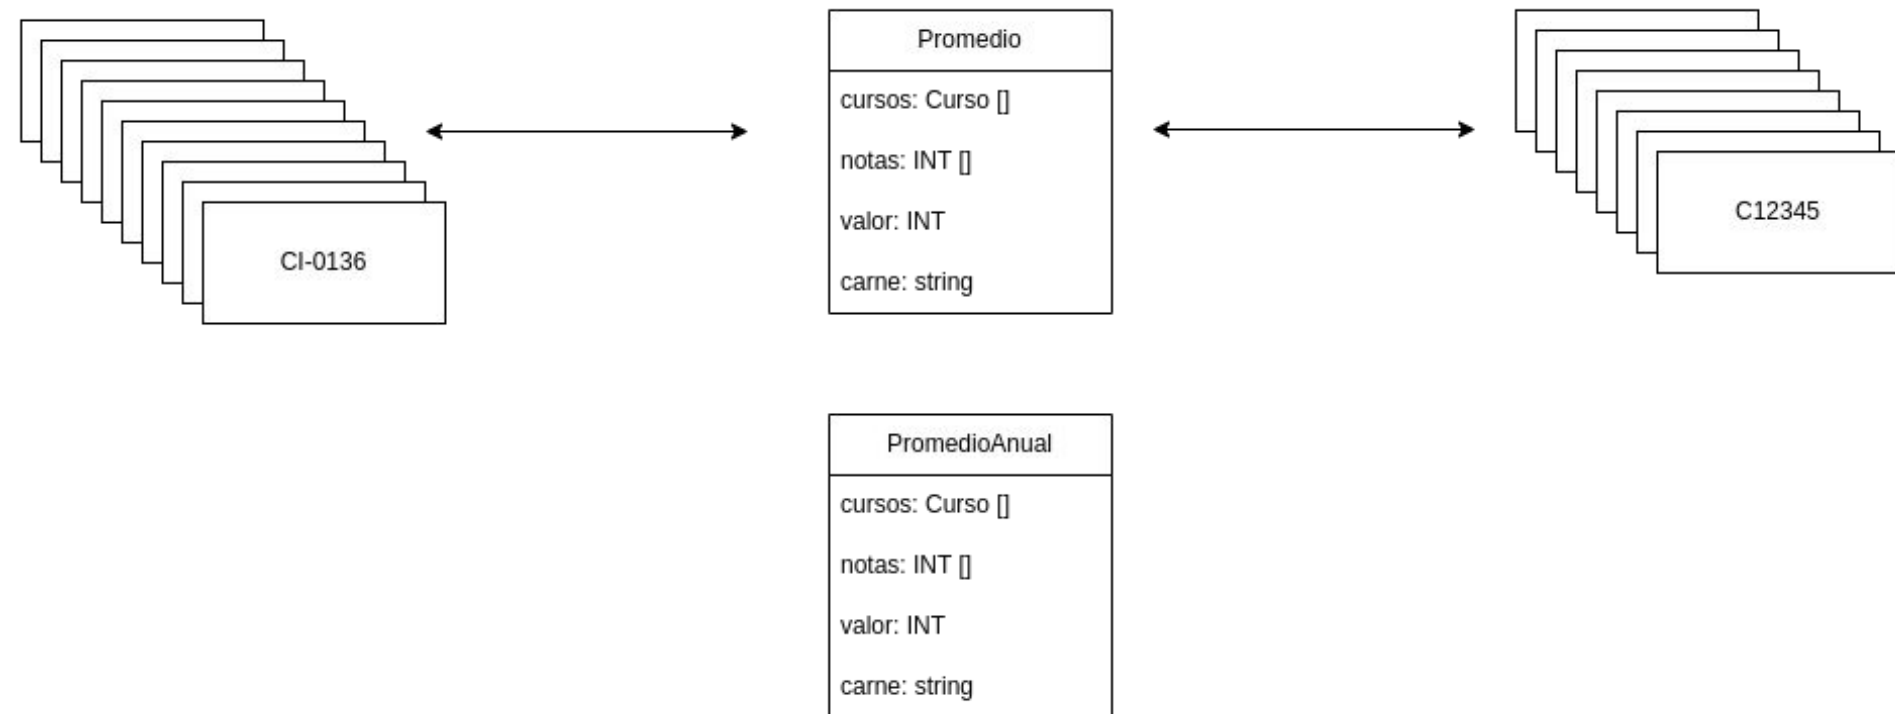 CI-0136
Promedio
cursos: Curso []
notas: INT []
valor: INT
carne: string
C12345
PromedioAnual
cursos: Curso []
notas: INT []
valor: INT
carne: string